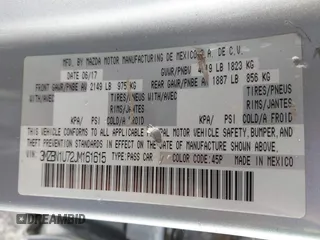 MFD. BY MAZDA MOTOR MANUFACTURING DE MEXICO S.A. DE C.V.
DATE 06/17 GVWR/PNBV LB 1823 KG
FRONT GAWR/PNBE AV 2149 LB 975 KG REAR GAWR/PNBE AR 1887 LB 856 KG
WITH/AVEC TIRES/PNEUS WITH/AVEC TIRES/PNEUS
RIMS/JANTES RIMS/JANTES
KPA/ PSI COLD/A FROID KPA/ PSI COLD/A FROID
THIS VEHICLE CONFORMS TO ALL APPLICABLE FEDERAL MOTOR VEHICLE SAFETY, BUMPER, AND
THEFT PREVENTION STANDARDS IN EFFECT ON THE DATE OF MANUFACTURE SHOWN ABOVE.
VIN: 3MZBN1U72JM161615 TYPE:PASS CAR COLOR CODE:45P
MADE IN MEXICO
DREAMBID